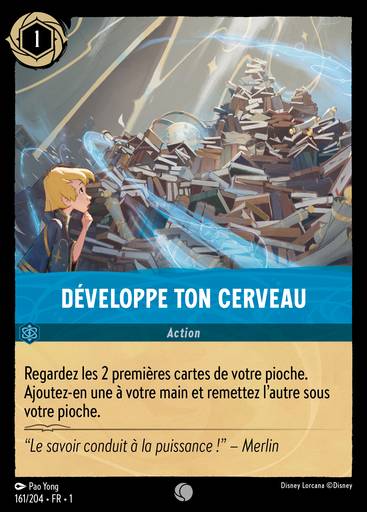 1
DÉVELOPPE TON CERVEAU
Action
Regardez les 2 premières cartes de votre pioche.
Ajoutez-en une à votre main et remettez l'autre sous
votre pioche.
“Le savoir conduit à la puissance !” – Merlin
Pao Yong
Disney Lorcana ©Disney
161/204 • FR • 1